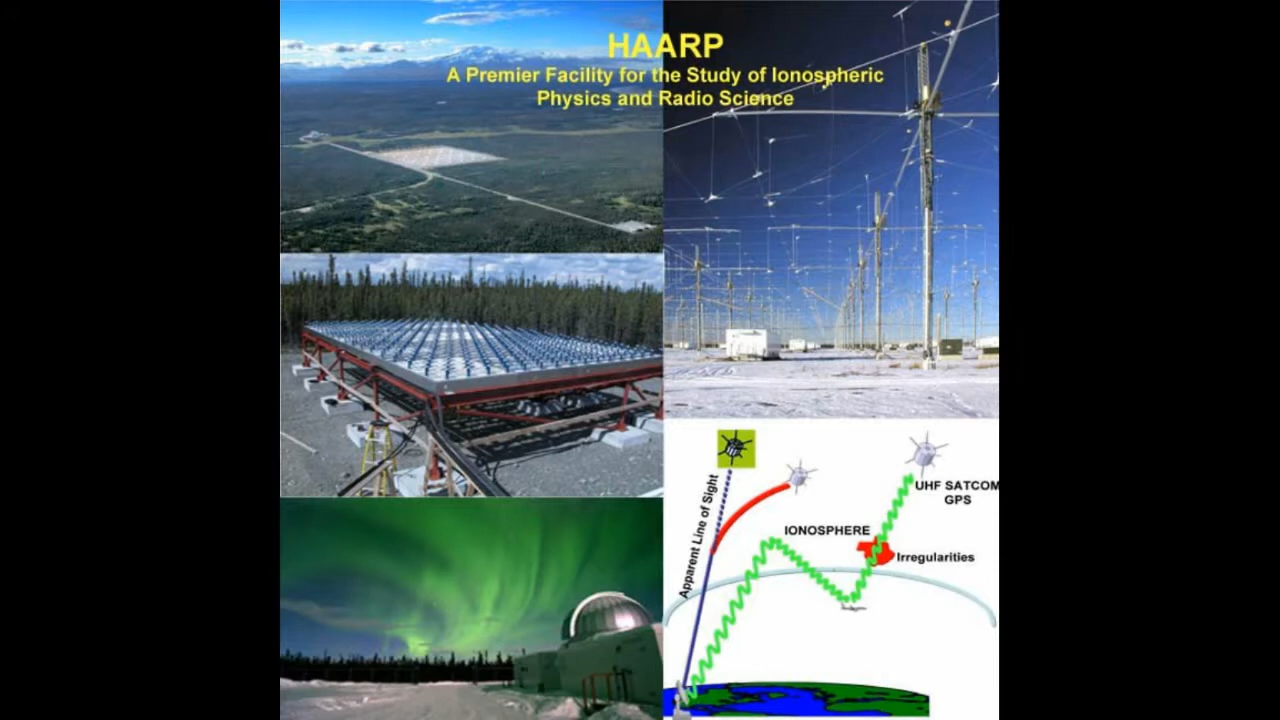 HAARP
A Premier Facility for the Study of Ionospheric
Physics and Radio Science
Apparent Line of Sight
UHF SATCOM
GPS
IONOSPHERE
Irregularities